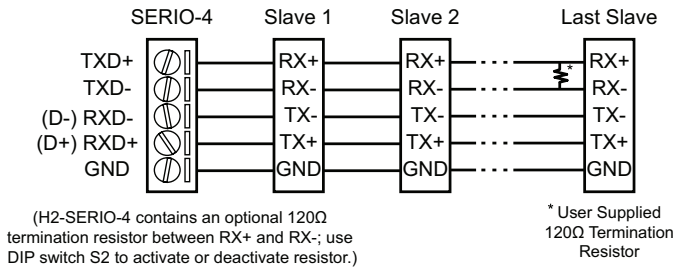 SERIO-4 Slave 1 Slave 2 Last Slave
TXD+ RX+ RX+ RX+
*
TXD- RX- RX- RX-
(D-) RXD- TX- TX- TX-
(D+) RXD+ TX+ TX+ TX+
GND GND GND GND
(H2-SERIO-4 contains an optional 120Ω
termination resistor between RX+ and RX-; use
DIP switch S2 to activate or deactivate resistor.)
* User Supplied
120Ω Termination
Resistor